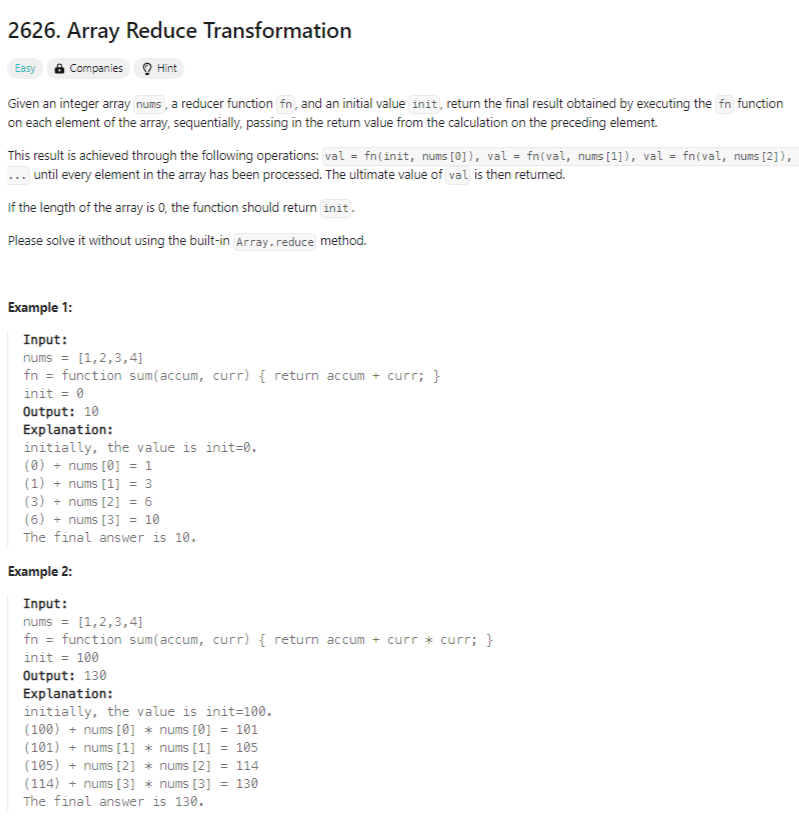 2626. Array Reduce Transformation
Easy Companies Hint
Given an integer array nums, a reducer function fn, and an initial value init, return the final result obtained by executing the fn function
on each element of the array, sequentially, passing in the return value from the calculation on the preceding element.
This result is achieved through the following operations: val = fn(init, nums[0]), val = fn(val, nums[1]), val = fn(val, nums[2]),
... until every element in the array has been processed. The ultimate value of val is then returned.
If the length of the array is 0, the function should return init.
Please solve it without using the built-in Array.reduce method.
Example 1:
Input:
nums = [1,2,3,4]
fn = function sum(accum, curr) { return accum + curr; }
init = 0
Output: 10
Explanation:
initially, the value is init=0.
(0) + nums[0] = 1
(1) + nums[1] = 3
(3) + nums[2] = 6
(6) + nums[3] = 10
The final answer is 10.
Example 2:
Input:
nums = [1,2,3,4]
fn = function sum(accum, curr) { return accum + curr * curr; }
init = 100
Output: 130
Explanation:
initially, the value is init=100.
(100) + nums[0] * nums[0] = 101
(101) + nums[1] * nums[1] = 105
(105) + nums[2] * nums[2] = 114
(114) + nums[3] * nums[3] = 130
The final answer is 130.